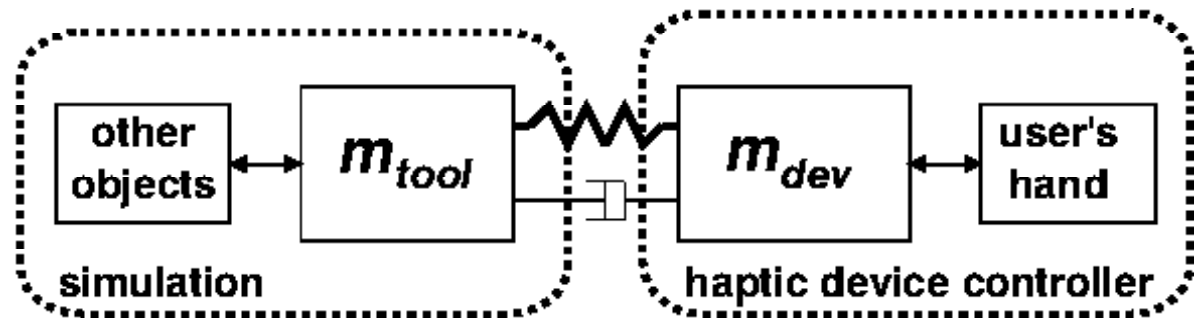 other
objects
m_tool
m_dev
user's
hand
simulation
haptic device controller